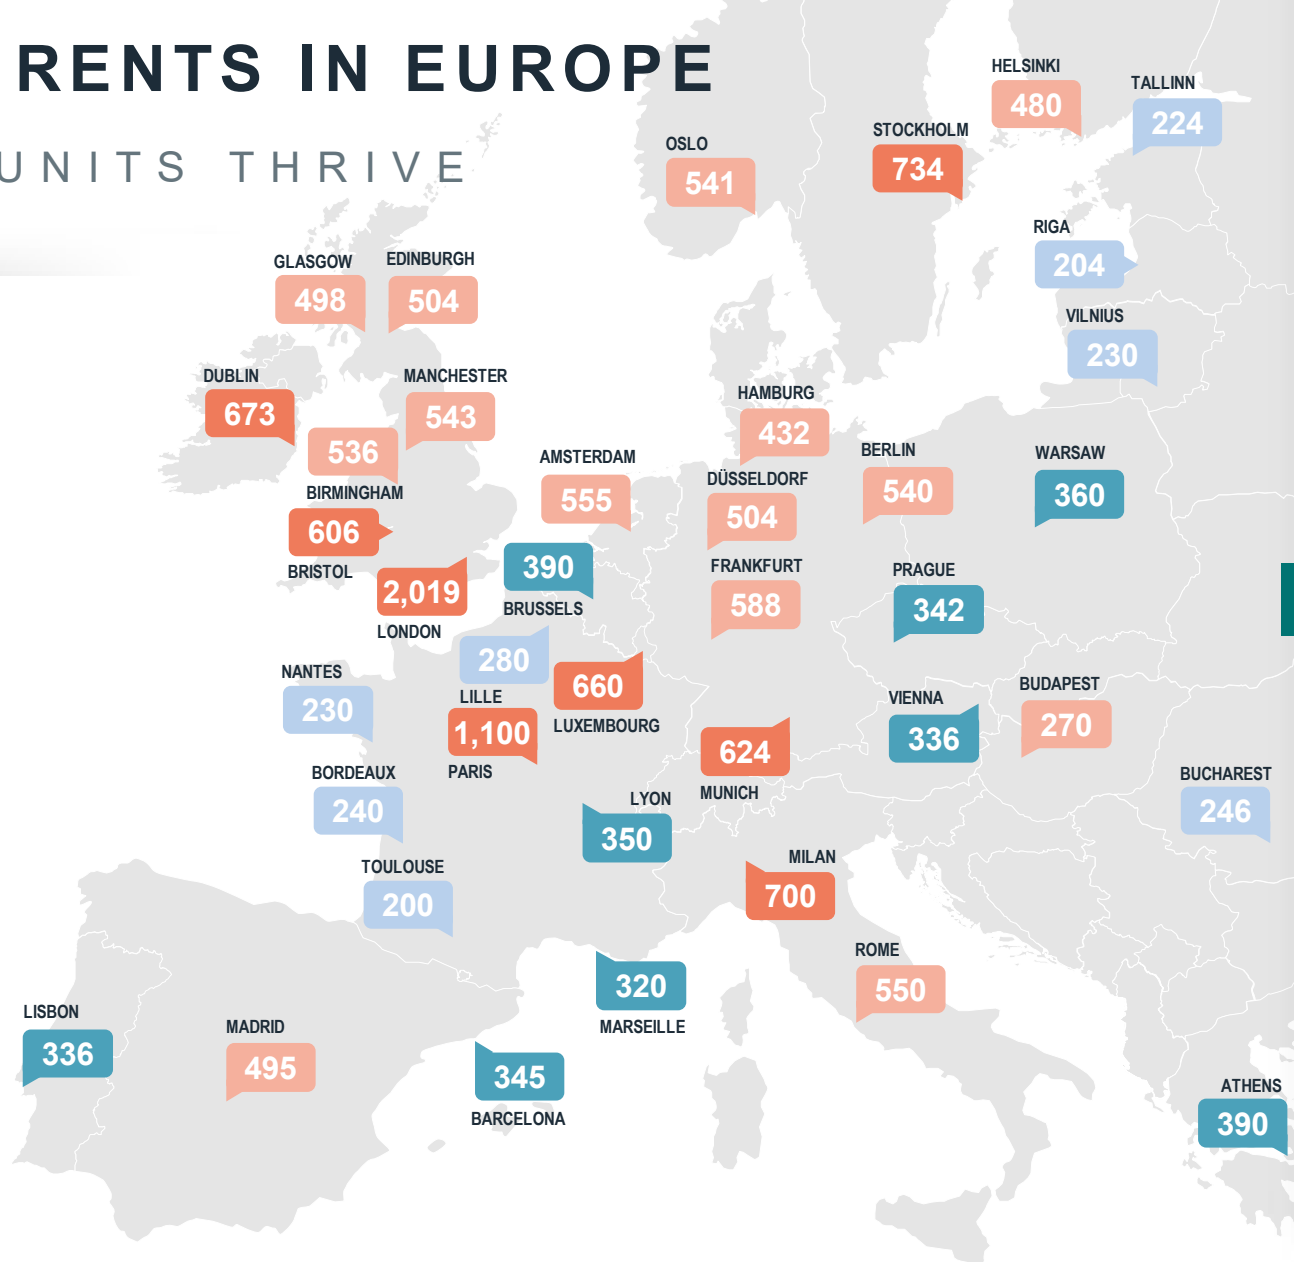 RENTS IN EUROPE
UNITS THRIVE
HELSINKI
480
TALLINN
224
STOCKHOLM
734
OSLO
541
RIGA
204
GLASGOW
498
EDINBURGH
504
VILNIUS
230
DUBLIN
673
MANCHESTER
543
HAMBURG
432
536
BIRMINGHAM
AMSTERDAM
555
BERLIN
540
WARSAW
360
DÜSSELDORF
504
606
BRISTOL
390
BRUSSELS
FRANKFURT
588
PRAGUE
342
2,019
LONDON
280
LILLE
NANTES
230
660
LUXEMBOURG
VIENNA
336
BUDAPEST
270
1,100
PARIS
624
MUNICH
BORDEAUX
240
BUCHAREST
246
LYON
350
TOULOUSE
200
MILAN
700
ROME
550
320
MARSEILLE
LISBON
336
MADRID
495
345
BARCELONA
ATHENS
390